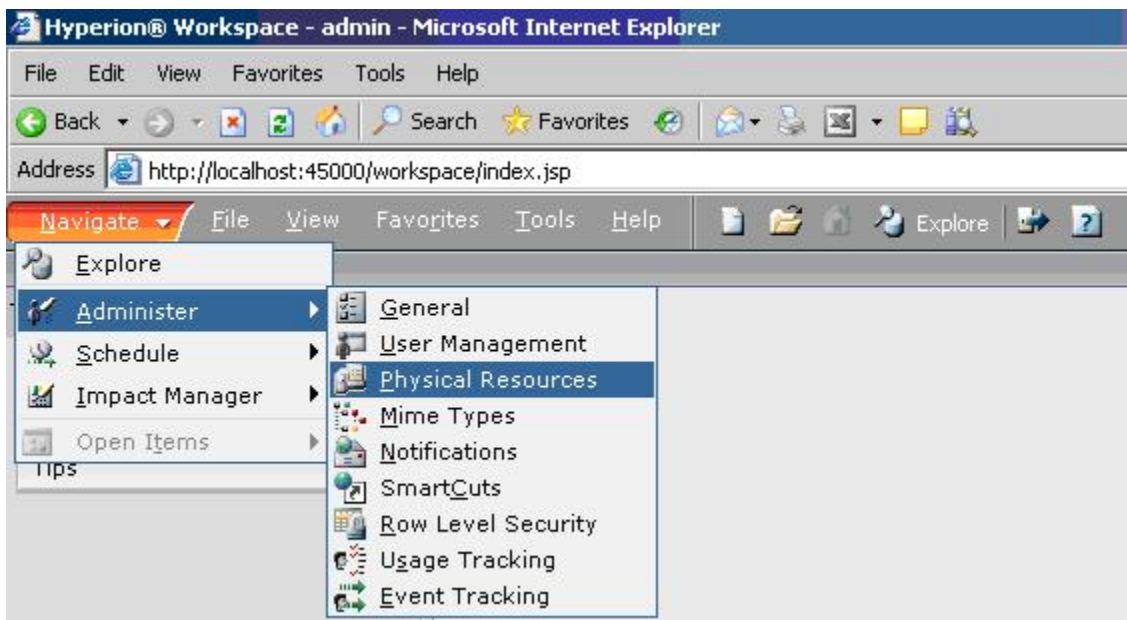 Hyperion® Workspace - admin - Microsoft Internet Explorer
File Edit View Favorites Tools Help
Back Search Favorites
Address http://localhost:45000/workspace/index.jsp
Navigate File View Favorites Tools Help Explore
Explore
Administer
Schedule
Impact Manager
Open Items
Tips
General
User Management
Physical Resources
Mime Types
Notifications
SmartCuts
Row Level Security
Usage Tracking
Event Tracking